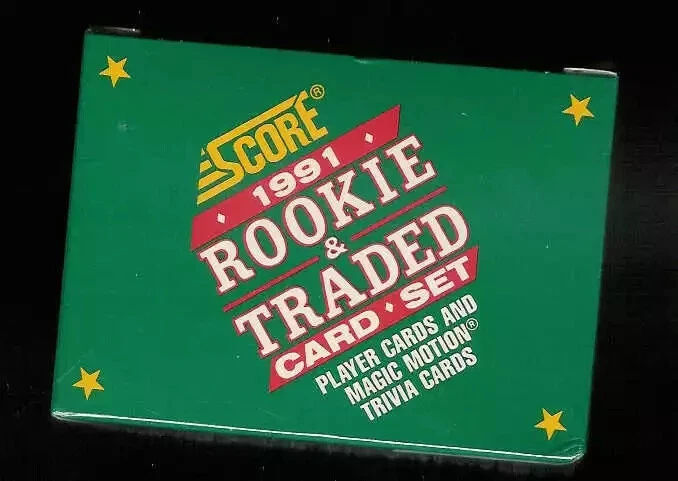 SCORE®
1991
ROOKIE
&
TRADED
CARD • SET
PLAYER CARDS AND
MAGIC MOTION®
TRIVIA CARDS